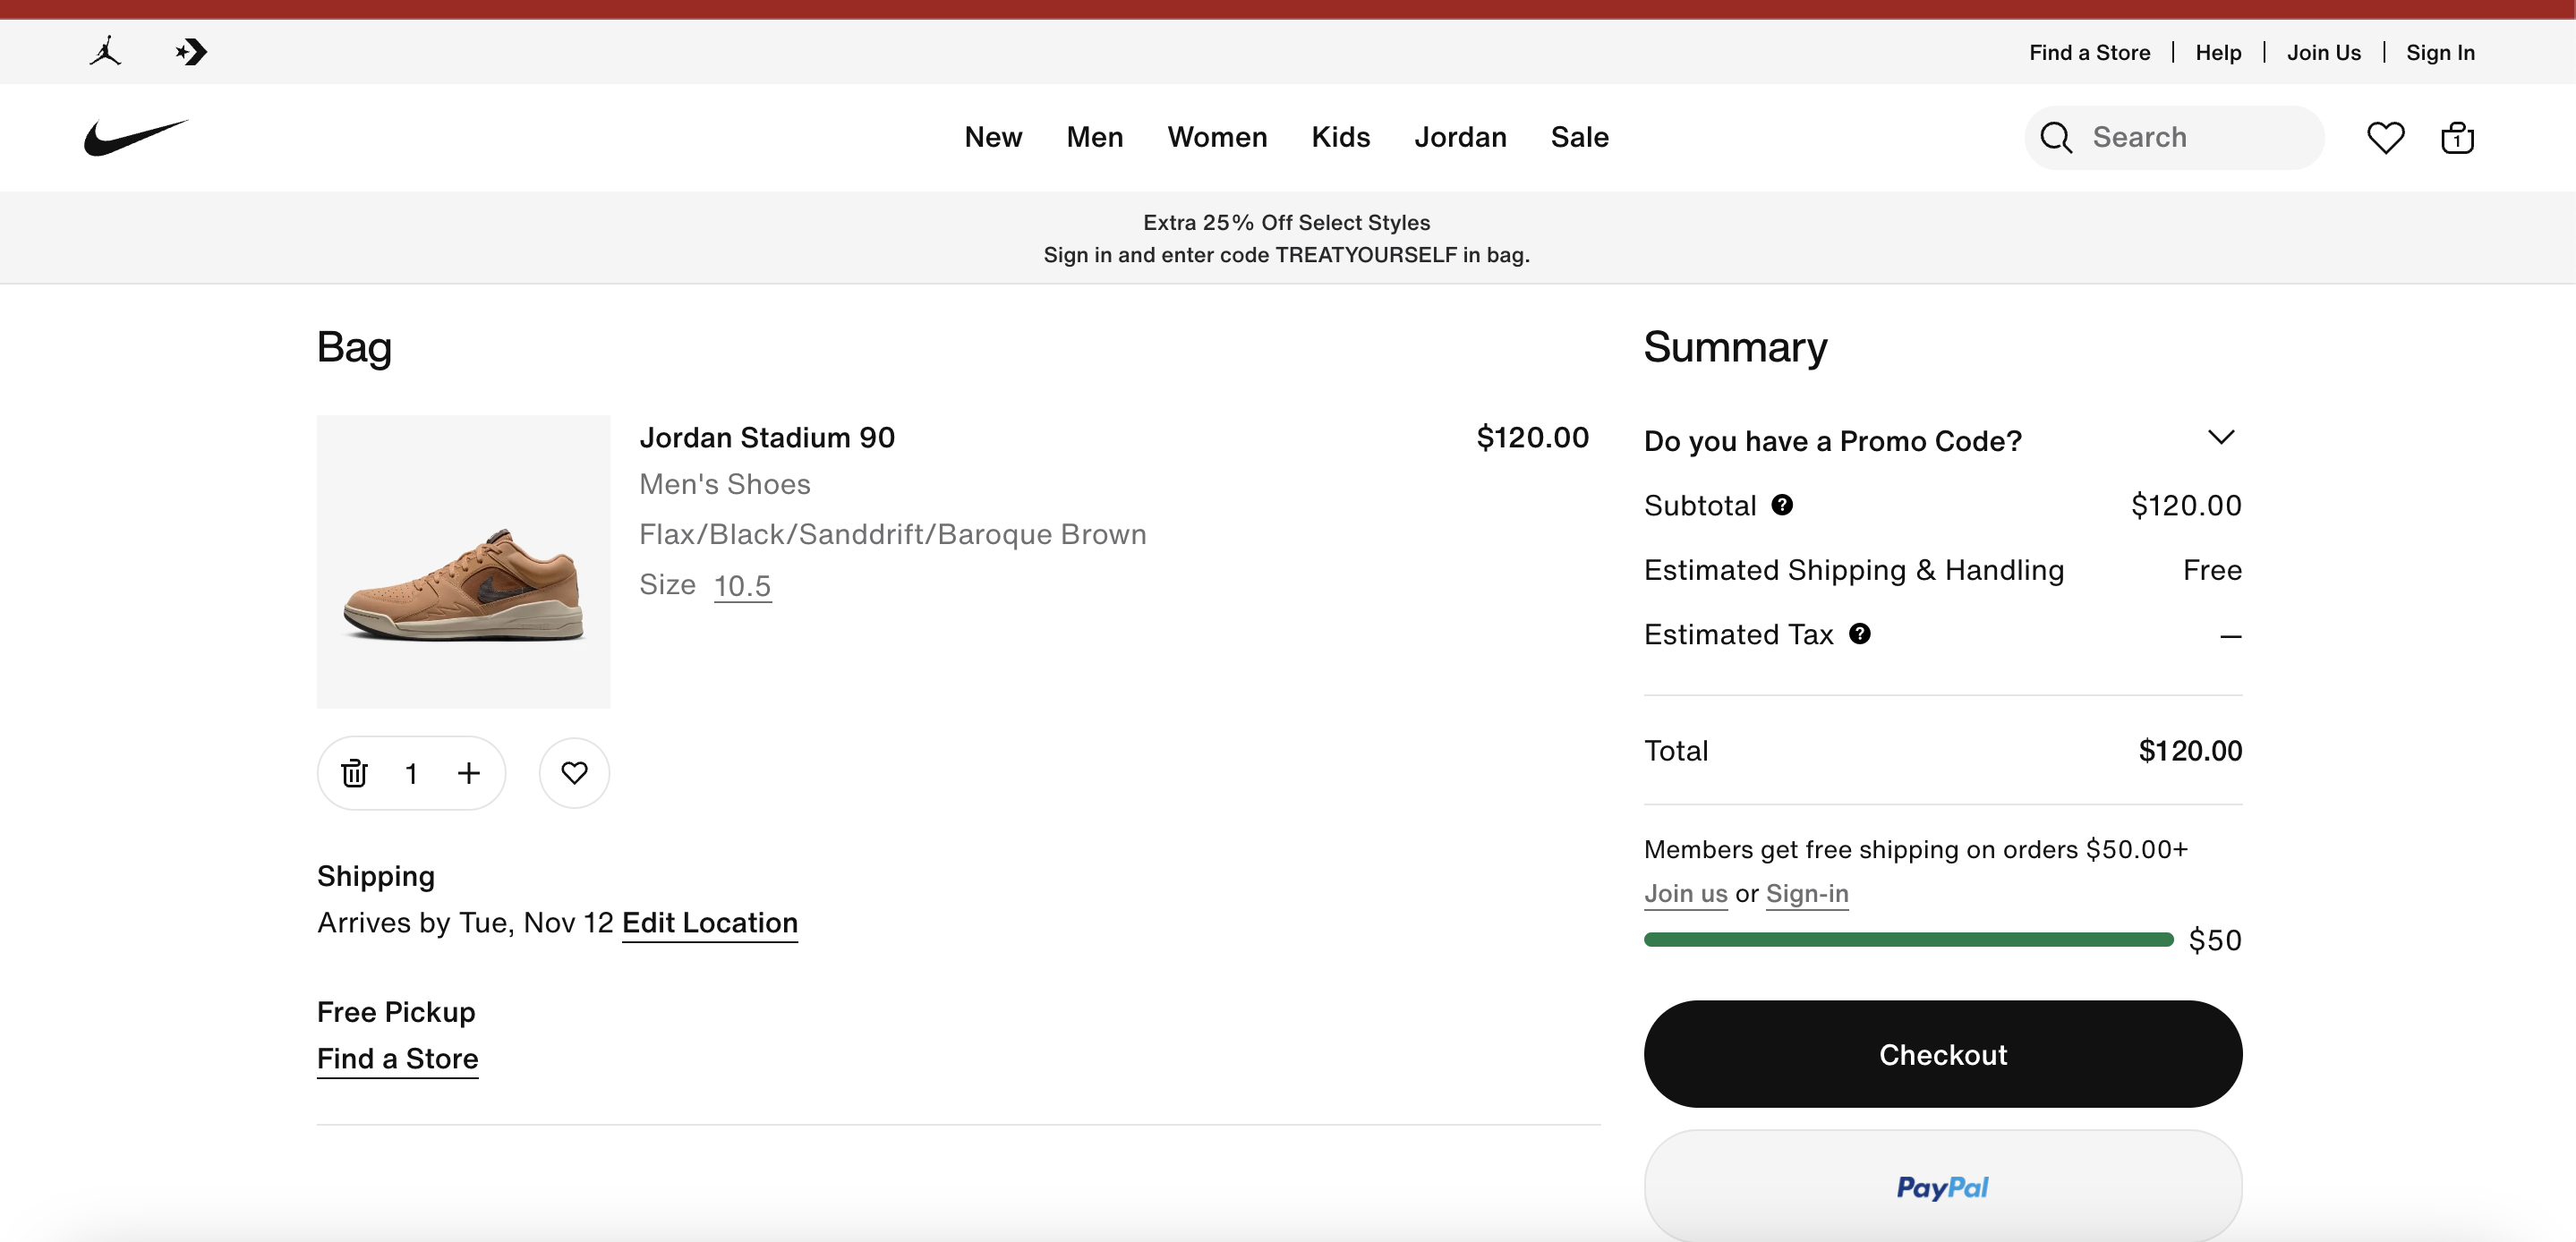 Find a Store
Help
Join Us
Sign In
New
Men
Women
Kids
Jordan
Sale
Search
1
Extra 25% Off Select Styles
Sign in and enter code TREATYOURSELF in bag.
Bag
Jordan Stadium 90
$120.00
Men's Shoes
Flax/Black/Sanddrift/Baroque Brown
Size 10.5
1
Shipping
Arrives by Tue, Nov 12 Edit Location
Free Pickup
Find a Store
Summary
Do you have a Promo Code?
Subtotal ? $120.00
Estimated Shipping & Handling Free
Estimated Tax ? —
Total $120.00
Members get free shipping on orders $50.00+
Join us or Sign-in
$50
Checkout
PayPal